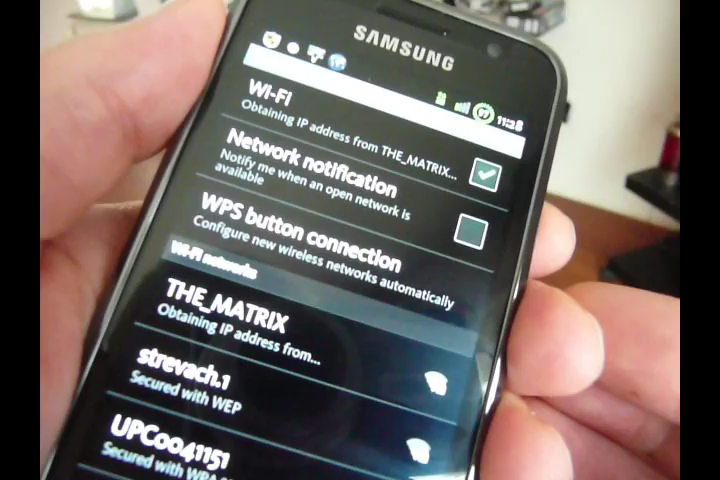 SAMSUNG
11:28
Wi-Fi
Obtaining IP address from THE_MATRIX...
Network notification
Notify me when an open network is
available
WPS button connection
Configure new wireless networks automatically
Wi-Fi networks
THE_MATRIX
Obtaining IP address from...
strevach.1
Secured with WEP
UPC0041151
Secured with